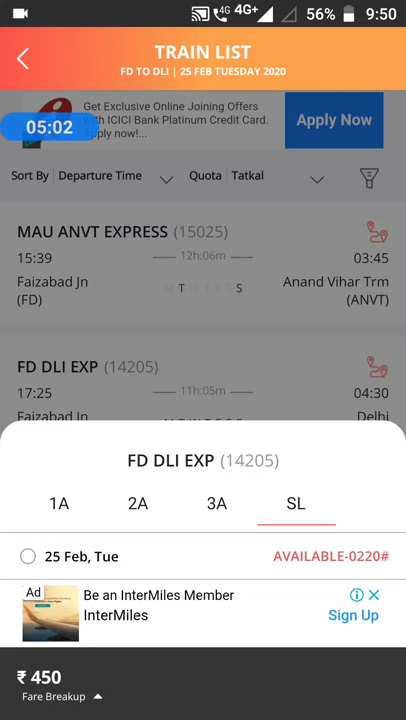 4G 4G+ 56% 9:50
TRAIN LIST
FD TO DLI | 25 FEB TUESDAY 2020
Get Exclusive Online Joining Offers
with ICICI Bank Platinum Credit Card.
Apply now!...
Apply Now
05:02
Sort By Departure Time Quota Tatkal
MAU ANVT EXPRESS (15025)
15:39 12h:06m 03:45
Faizabad Jn Anand Vihar Trm
(FD) M T W T F S S (ANVT)
FD DLI EXP (14205)
17:25 11h:05m 04:30
Faizabad Jn Delhi
FD DLI EXP (14205)
1A 2A 3A SL
25 Feb, Tue AVAILABLE-0220#
Ad
Be an InterMiles Member
InterMiles Sign Up
₹ 450
Fare Breakup